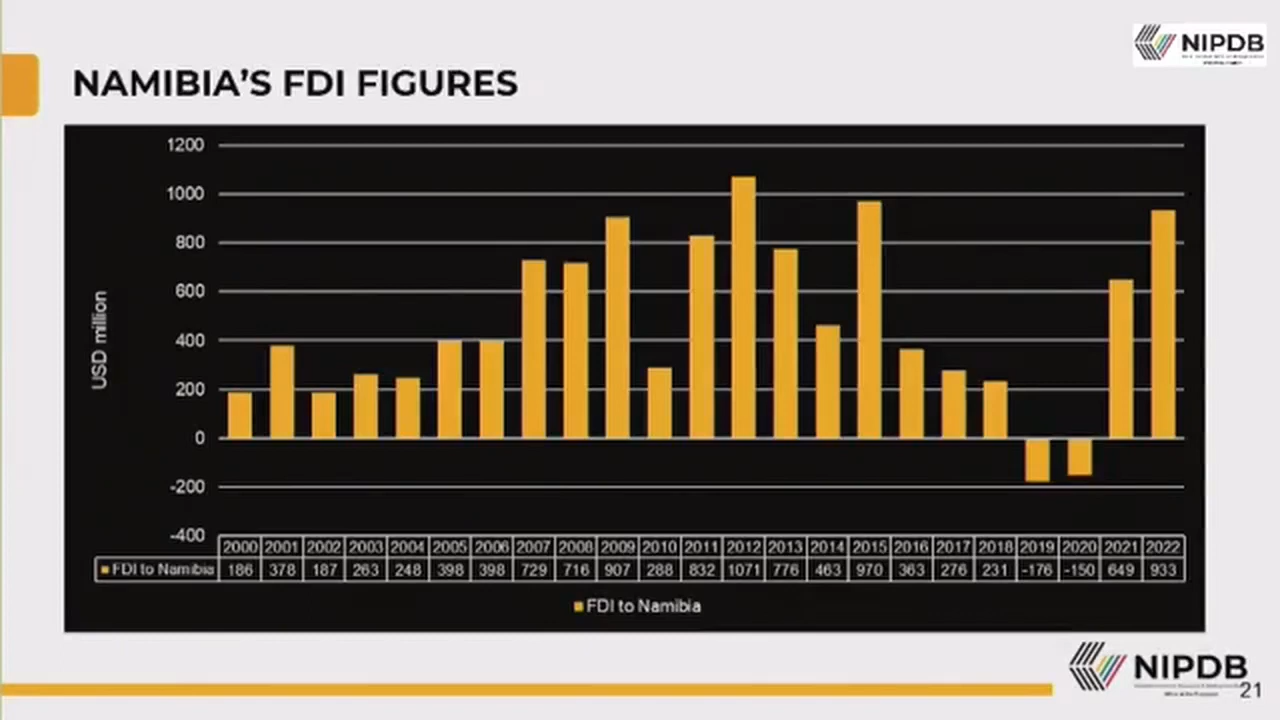 NIPDB
NAMIBIA'S FDI FIGURES
1200
1000
800
600
400
200
0
-200
-400
USD million
2000 2001 2002 2003 2004 2005 2006 2007 2008 2009 2010 2011 2012 2013 2014 2015 2016 2017 2018 2019 2020 2021 2022
FDI to Namibia 186 378 187 263 248 398 398 729 716 907 288 832 1071 776 463 970 363 276 231 -176 -150 649 933
FDI to Namibia
NIPDB
21